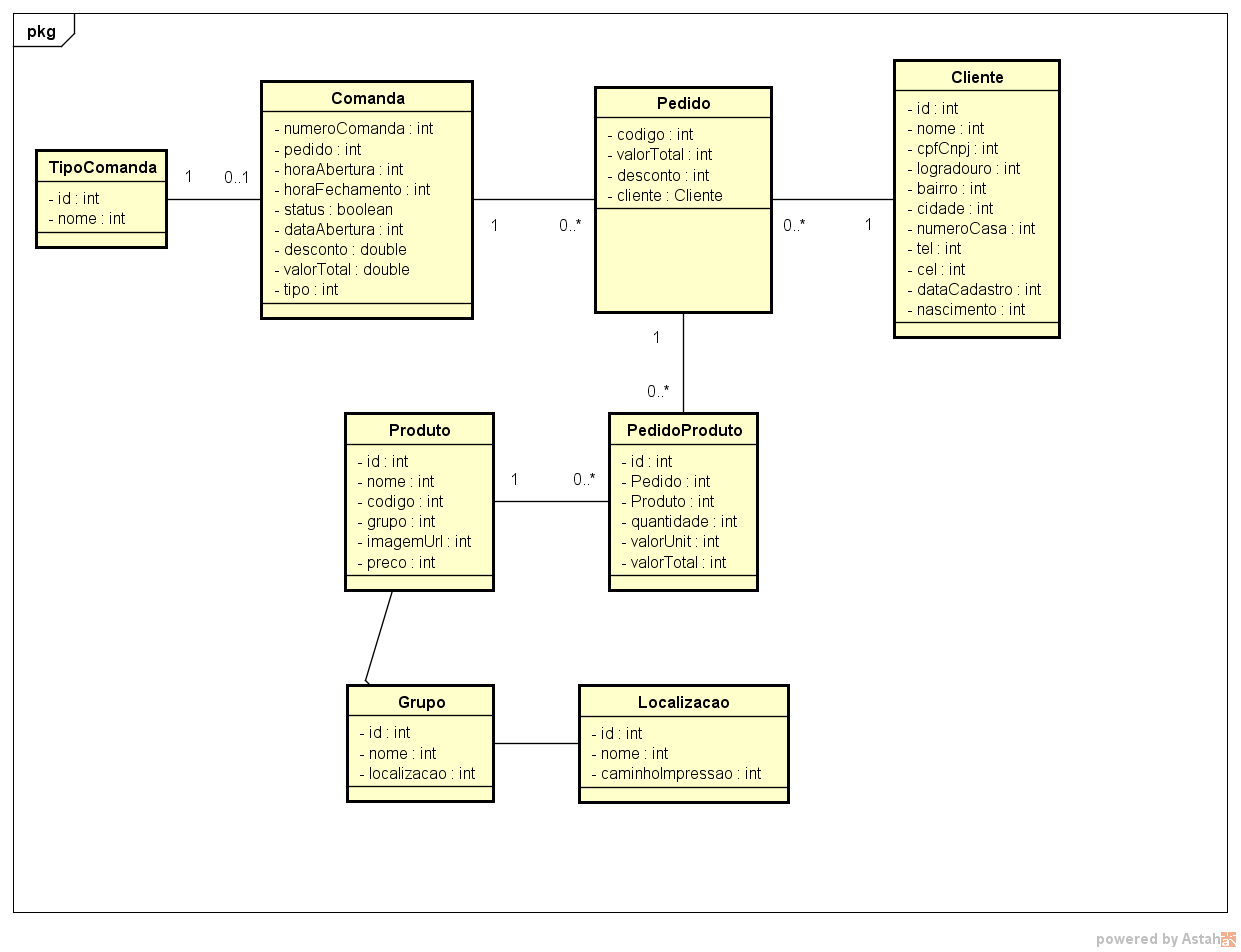 pkg
TipoComanda
- id : int
- nome : int
1
0..1
Comanda
- numeroComanda : int
- pedido : int
- horaAbertura : int
- horaFechamento : int
- status : boolean
- dataAbertura : int
- desconto : double
- valorTotal : double
- tipo : int
1
0..*
Pedido
- codigo : int
- valorTotal : int
- desconto : int
- cliente : Cliente
0..*
1
Cliente
- id : int
- nome : int
- cpfCnpj : int
- logradouro : int
- bairro : int
- cidade : int
- numeroCasa : int
- tel : int
- cel : int
- dataCadastro : int
- nascimento : int
1
0..*
Produto
- id : int
- nome : int
- codigo : int
- grupo : int
- imagemUrl : int
- preco : int
1
0..*
PedidoProduto
- id : int
- Pedido : int
- Produto : int
- quantidade : int
- valorUnit : int
- valorTotal : int
Grupo
- id : int
- nome : int
- localizacao : int
Localizacao
- id : int
- nome : int
- caminhoImpressao : int
powered by Astah